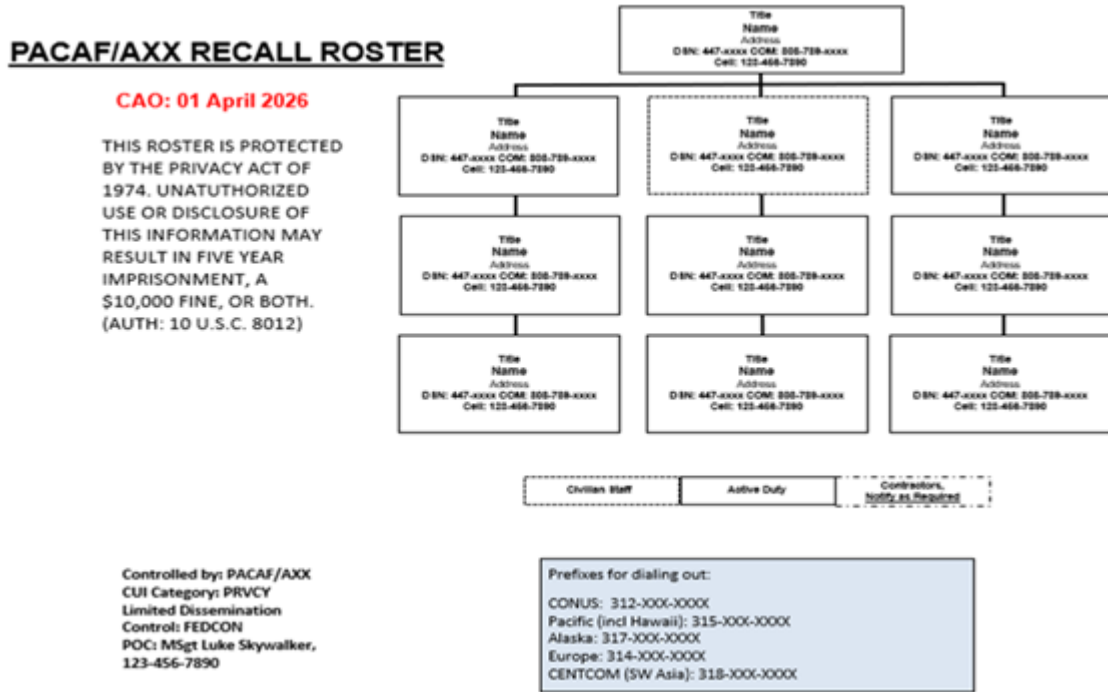 PACAF/AXX RECALL ROSTER
CAO: 01 April 2026
THIS ROSTER IS PROTECTED
BY THE PRIVACY ACT OF
1974. UNATUTHORIZED
USE OR DISCLOSURE OF
THIS INFORMATION MAY
RESULT IN FIVE YEAR
IMPRISONMENT, A
$10,000 FINE, OR BOTH.
(AUTH: 10 U.S.C. 8012)
Title
Name
Address
DSN: 447-xxxx COM: 808-789-xxxx
Cell: 123-456-7890
Title
Name
Address
DSN: 447-xxxx COM: 808-789-xxxx
Cell: 123-456-7890
Title
Name
Address
DSN: 447-xxxx COM: 808-789-xxxx
Cell: 123-456-7890
Title
Name
Address
DSN: 447-xxxx COM: 808-789-xxxx
Cell: 123-456-7890
Title
Name
Address
DSN: 447-xxxx COM: 808-789-xxxx
Cell: 123-456-7890
Title
Name
Address
DSN: 447-xxxx COM: 808-789-xxxx
Cell: 123-456-7890
Title
Name
Address
DSN: 447-xxxx COM: 808-789-xxxx
Cell: 123-456-7890
Title
Name
Address
DSN: 447-xxxx COM: 808-789-xxxx
Cell: 123-456-7890
Title
Name
Address
DSN: 447-xxxx COM: 808-789-xxxx
Cell: 123-456-7890
Title
Name
Address
DSN: 447-xxxx COM: 808-789-xxxx
Cell: 123-456-7890
Civilian Staff
Active Duty
Contractors,
Notify as Required
Controlled by: PACAF/AXX
CUI Category: PRVCY
Limited Dissemination
Control: FEDCON
POC: MSgt Luke Skywalker,
123-456-7890
Prefixes for dialing out:
CONUS: 312-XXX-XXXX
Pacific (incl Hawaii): 315-XXX-XXXX
Alaska: 317-XXX-XXXX
Europe: 314-XXX-XXXX
CENTCOM (SW Asia): 318-XXX-XXXX